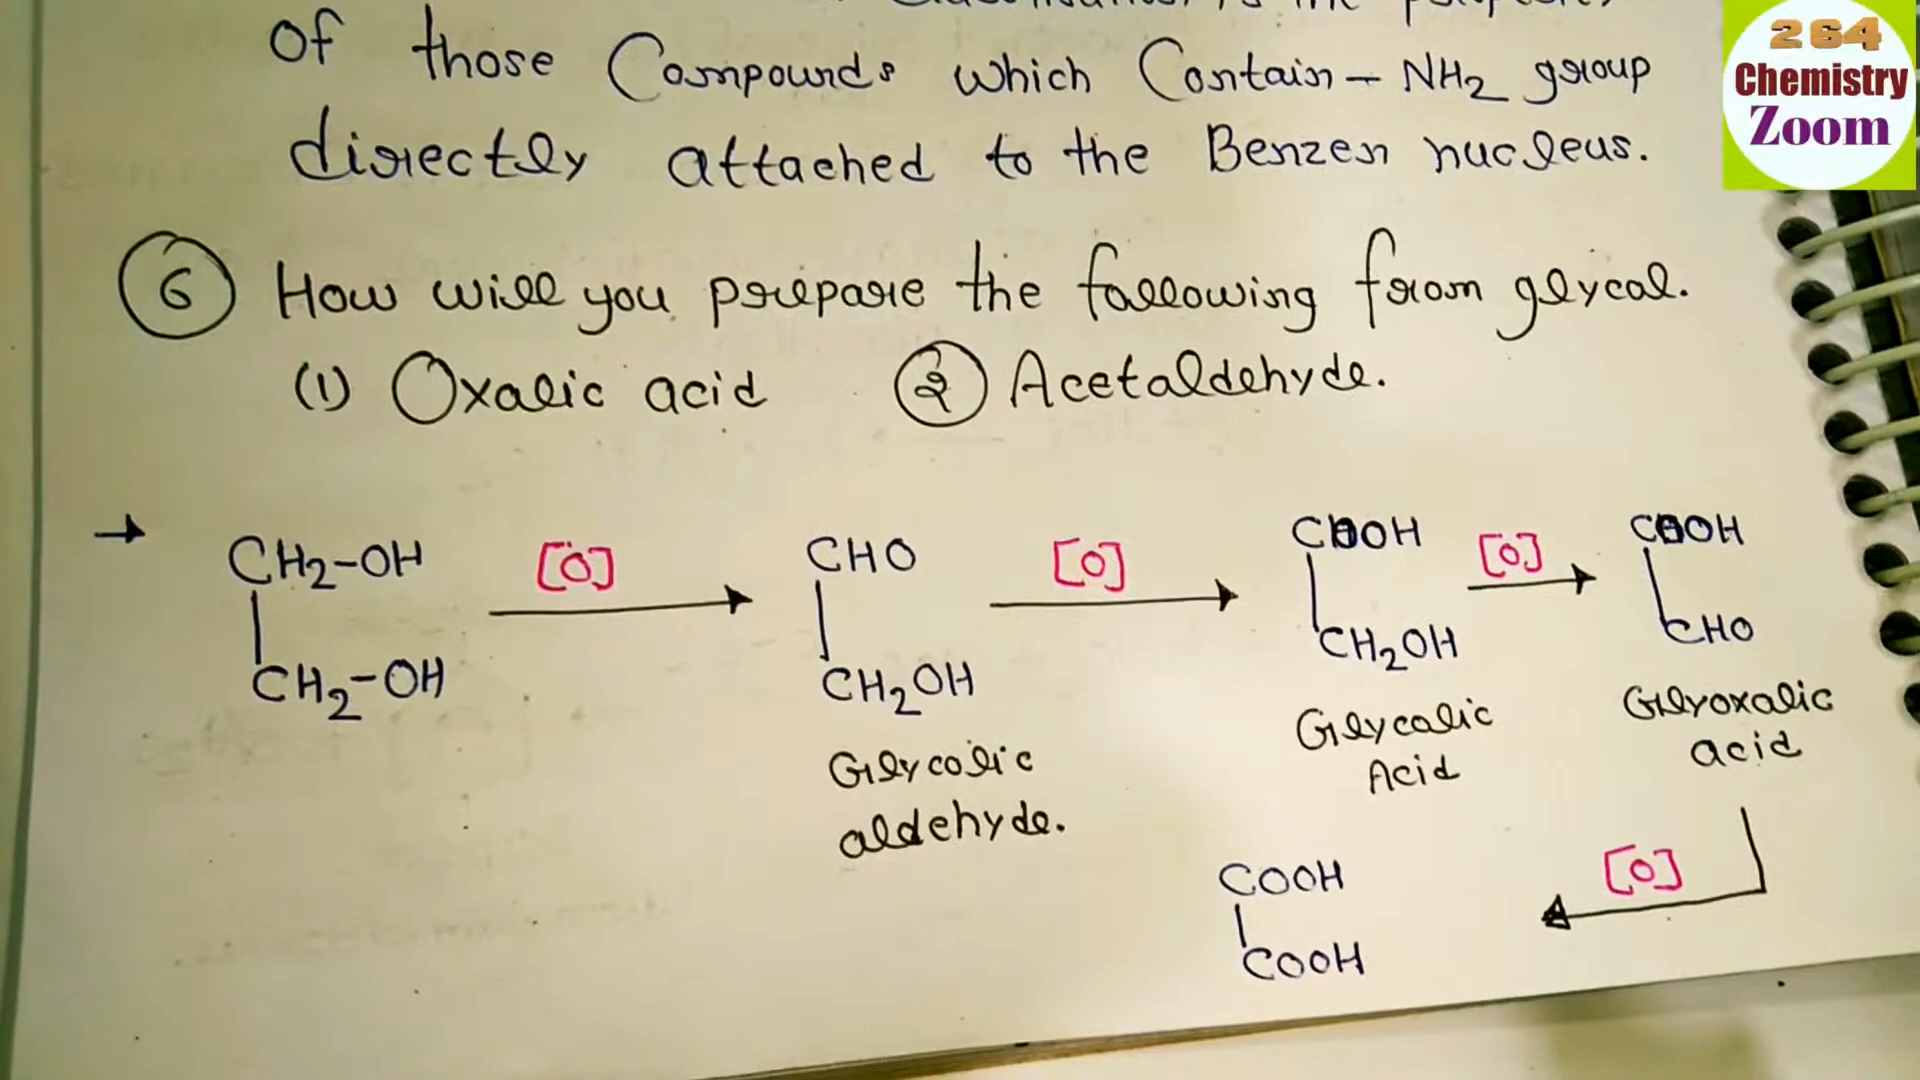 of those Compounds which Contain - NH2 group
directly attached to the Benzen nucleus.
264
Chemistry
Zoom
6 How will you prepare the following from glycol.
(1) Oxalic acid 2 Acetaldehyde.
→ CH2-OH [O] CHO [O] COOH [O] COOH
CH2-OH CH2OH CH2OH CHO
Glycolic aldehyde.
Glycolic Acid
Glyoxalic acid
[O]
COOH
COOH